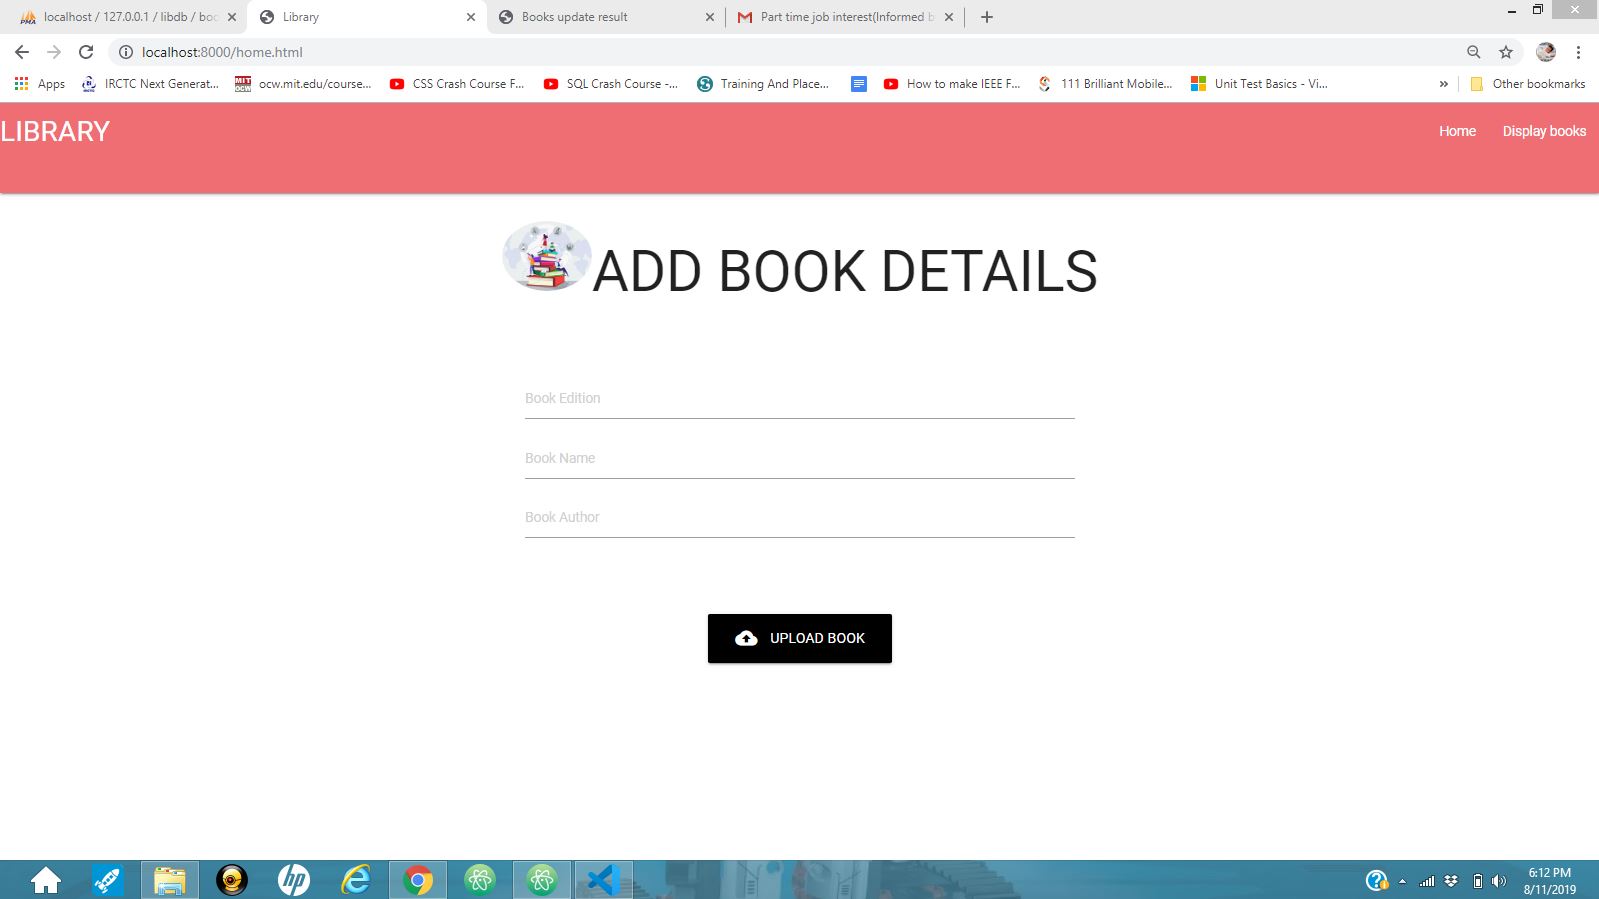 localhost / 127.0.0.1 / libdb / boo
Library
Books update result
Part time job interest(Informed b
localhost:8000/home.html
Apps
IRCTC Next Generat...
ocw.mit.edu/course...
CSS Crash Course F...
SQL Crash Course -...
Training And Place...
How to make IEEE F...
111 Brilliant Mobile...
Unit Test Basics - Vi...
»
Other bookmarks
LIBRARY
Home
Display books
ADD BOOK DETAILS
Book Edition
Book Name
Book Author
UPLOAD BOOK
6:12 PM
8/11/2019